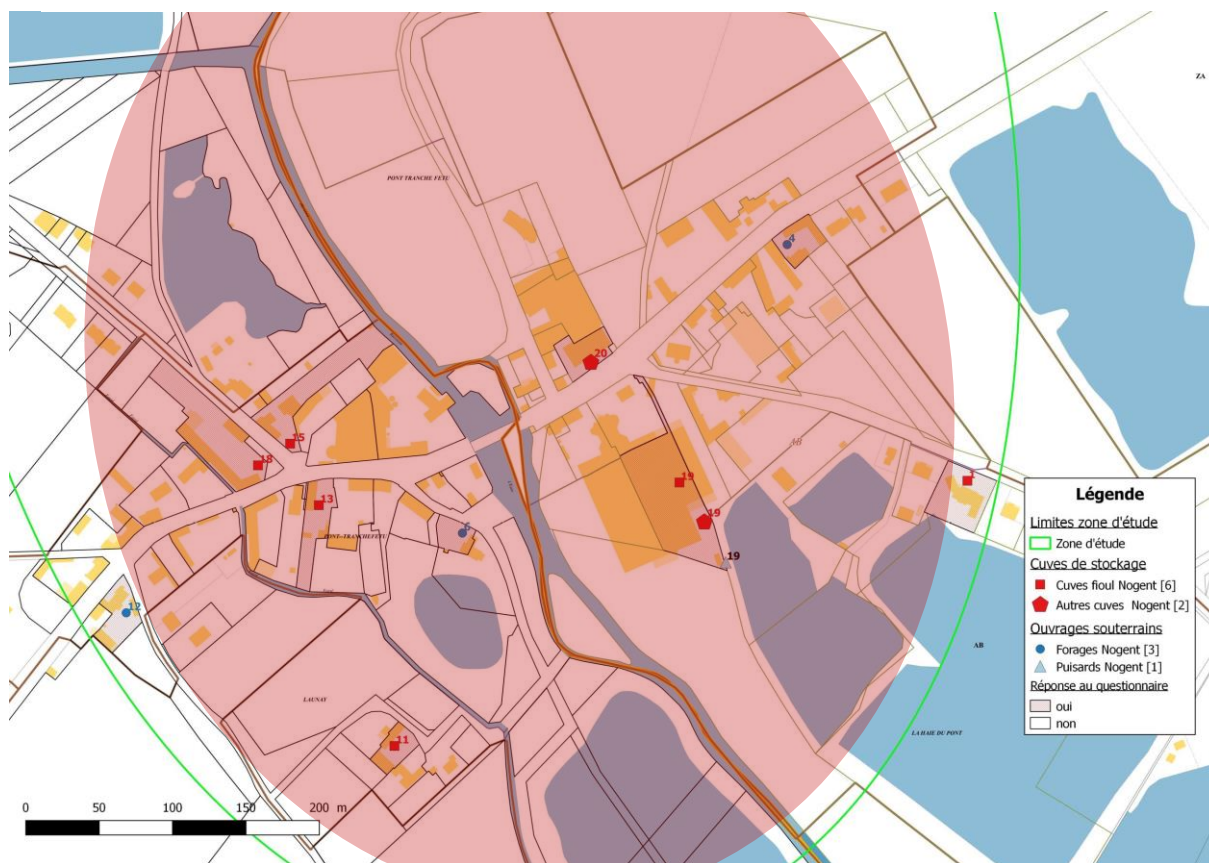 ZA
PONT TRANCHE FETU
4
20
AB
15
18
19
1
13
19
6
PONT-TRANCHEFETU
19
12
AB
LAUNAY
LA HAIE DU PONT
11
Légende
Limites zone d'étude
Zone d'étude
Cuves de stockage
Cuves fioul Nogent [6]
Autres cuves Nogent [2]
Ouvrages souterrains
Forages Nogent [3]
Puisards Nogent [1]
Réponse au questionnaire
oui
non
0 50 100 150 200 m